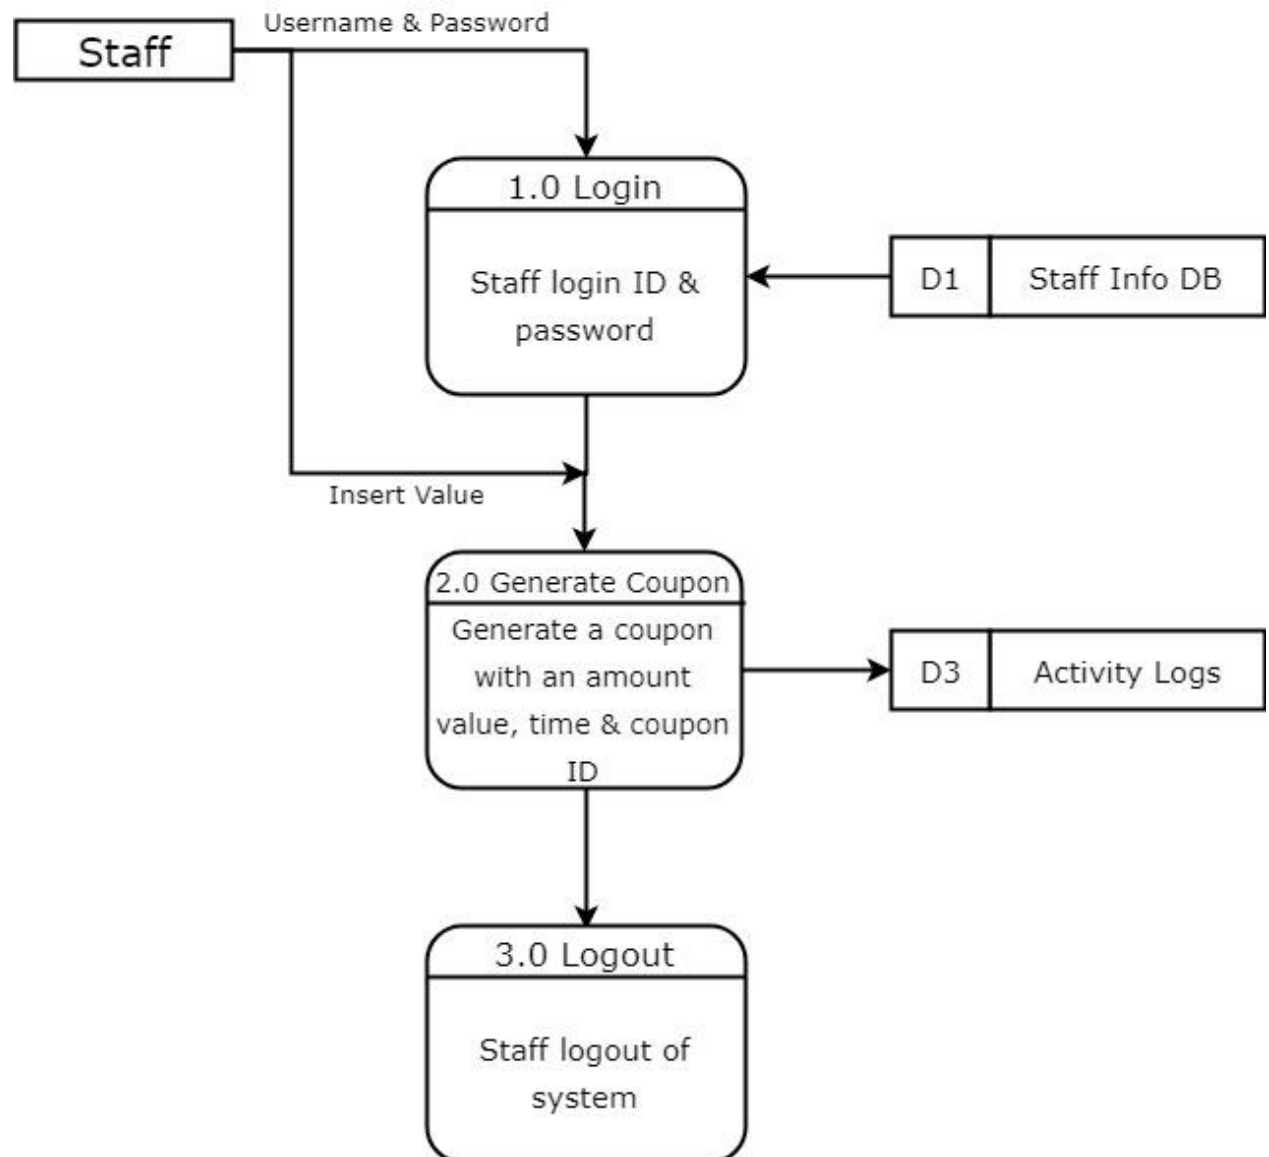 Username & Password
Staff
1.0 Login
Staff login ID &
password
D1
Staff Info DB
Insert Value
2.0 Generate Coupon
Generate a coupon
with an amount
value, time & coupon
ID
D3
Activity Logs
3.0 Logout
Staff logout of
system